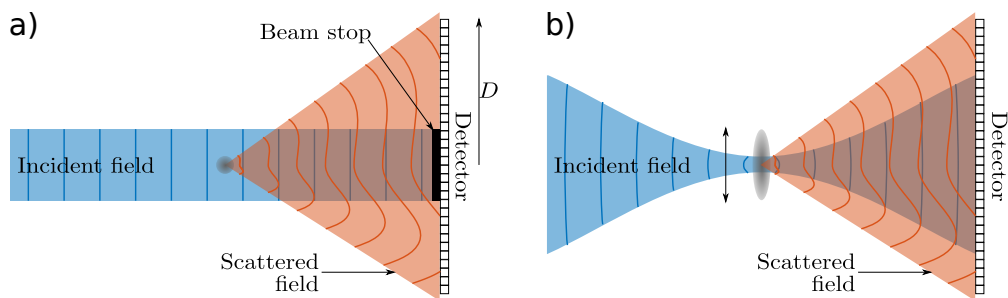 a)
Beam stop
D
Incident field
Detector
Scattered
field
b)
Incident field
Detector
Scattered
field